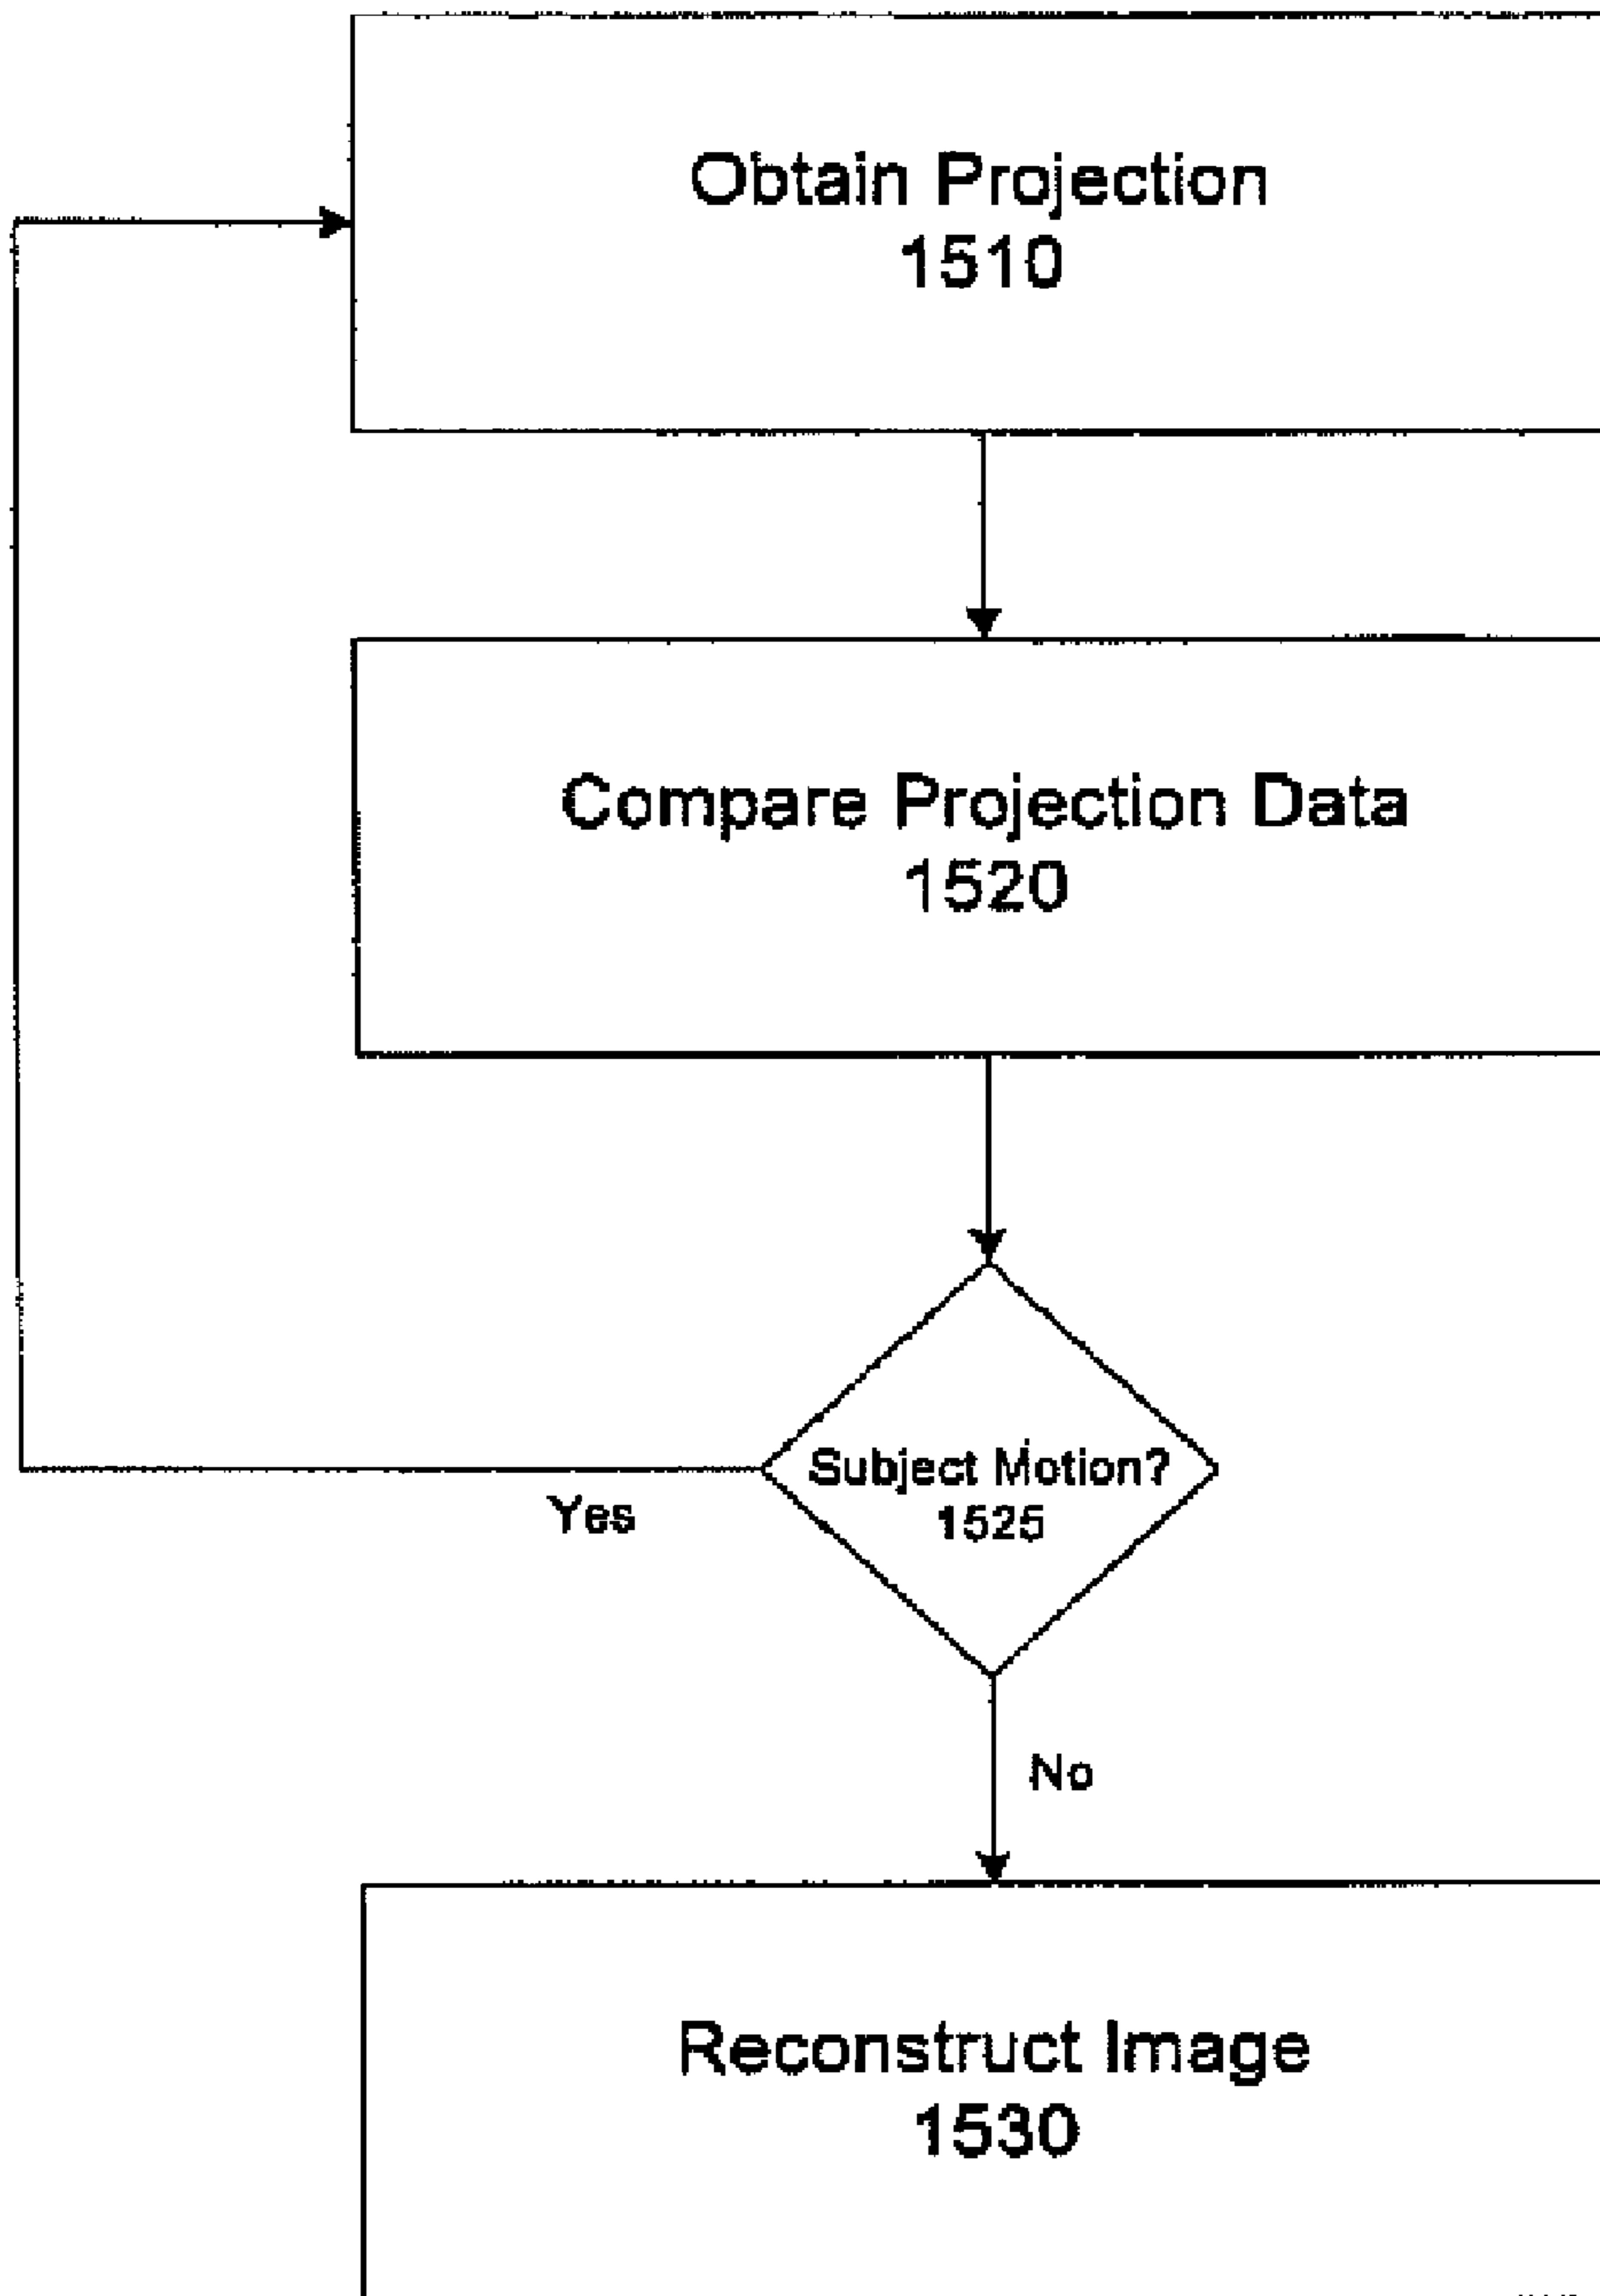 Obtain Projection
1510
Compare Projection Data
1520
Subject Motion?
1525
Yes
No
Reconstruct Image
1530